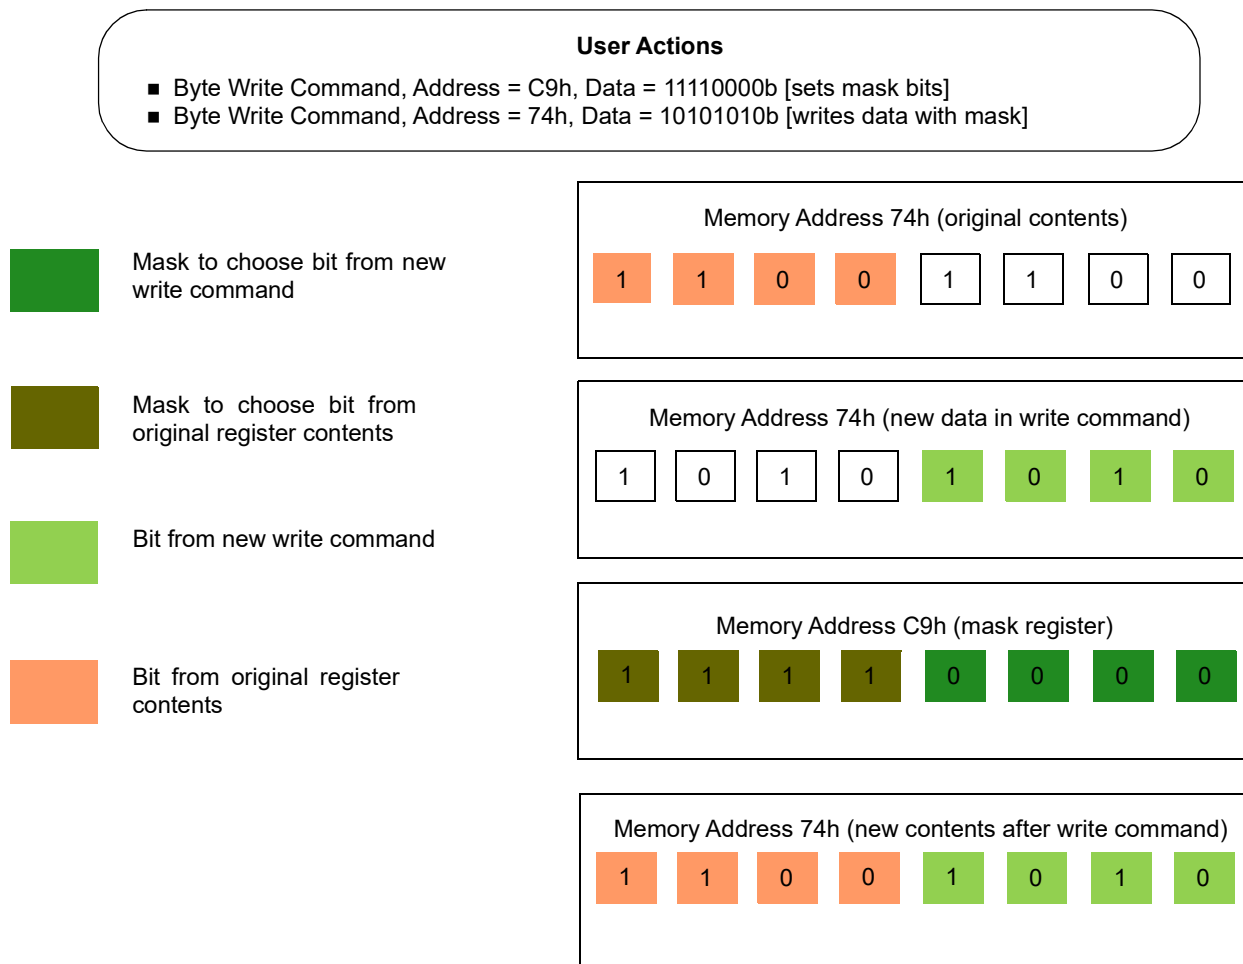 User Actions
■ Byte Write Command, Address = C9h, Data = 11110000b [sets mask bits]
■ Byte Write Command, Address = 74h, Data = 10101010b [writes data with mask]
Mask to choose bit from new
write command
Mask to choose bit from
original register contents
Bit from new write command
Bit from original register
contents
Memory Address 74h (original contents)
1 1 0 0 1 1 0 0
Memory Address 74h (new data in write command)
1 0 1 0 1 0 1 0
Memory Address C9h (mask register)
1 1 1 1 0 0 0 0
Memory Address 74h (new contents after write command)
1 1 0 0 1 0 1 0